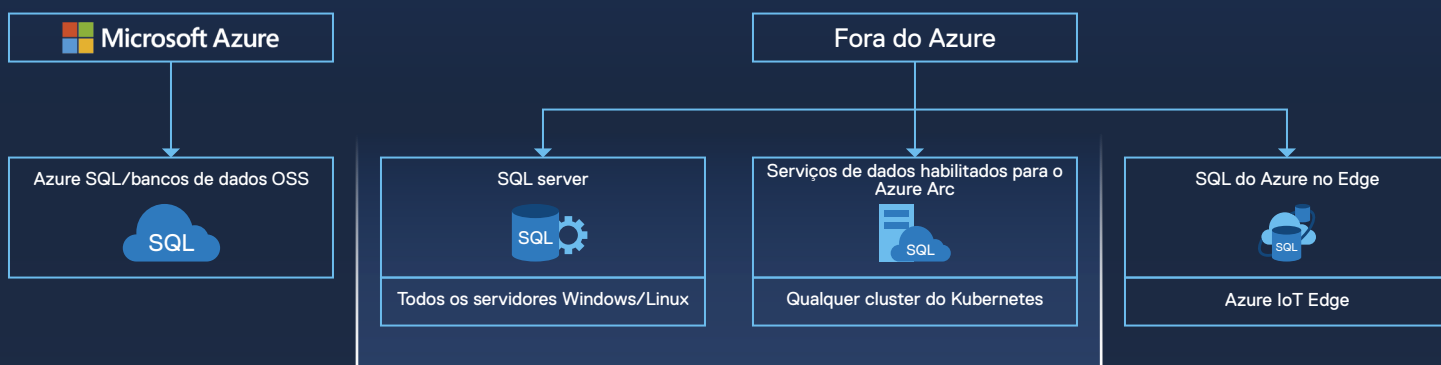 Microsoft Azure
Fora do Azure
Azure SQL/bancos de dados OSS
SQL
SQL server
SQL
Todos os servidores Windows/Linux
Serviços de dados habilitados para o
Azure Arc
SQL
Qualquer cluster do Kubernetes
SQL do Azure no Edge
SQL
Azure IoT Edge